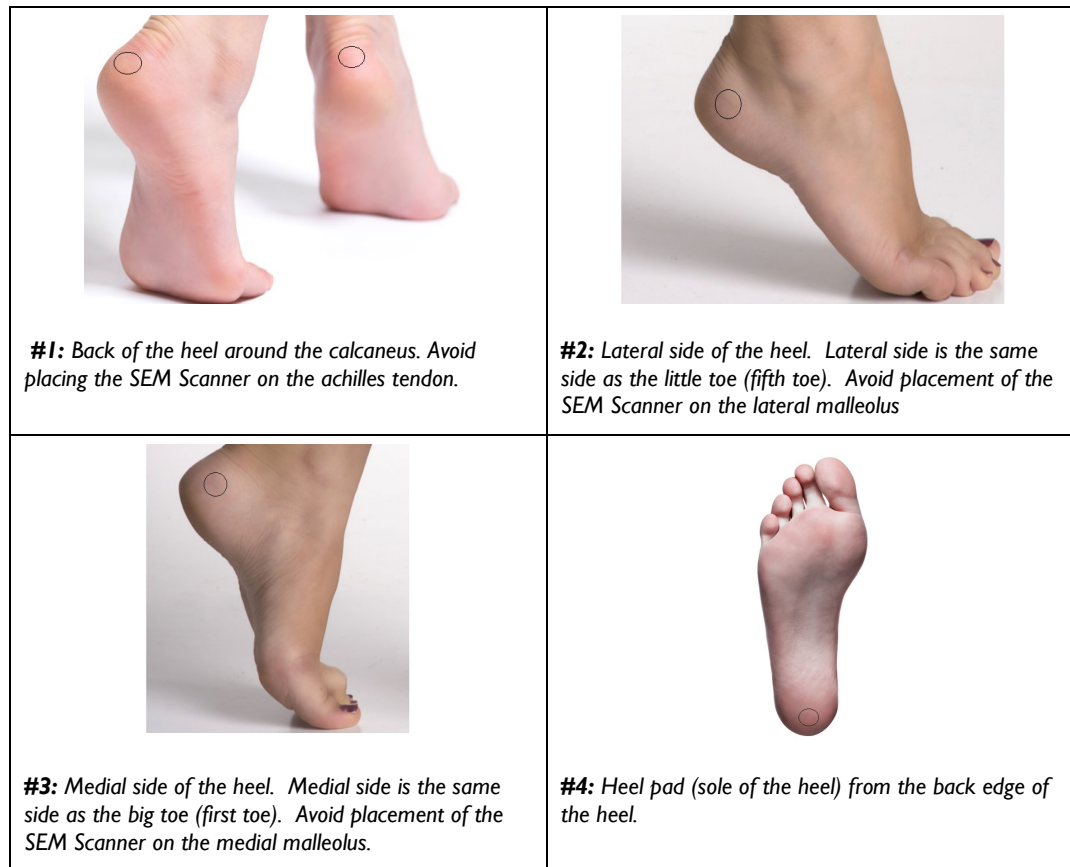 #1: Back of the heel around the calcaneus. Avoid
placing the SEM Scanner on the achilles tendon.
#2: Lateral side of the heel. Lateral side is the same
side as the little toe (fifth toe). Avoid placement of the
SEM Scanner on the lateral malleolus
#3: Medial side of the heel. Medial side is the same
side as the big toe (first toe). Avoid placement of the
SEM Scanner on the medial malleolus.
#4: Heel pad (sole of the heel) from the back edge of
the heel.